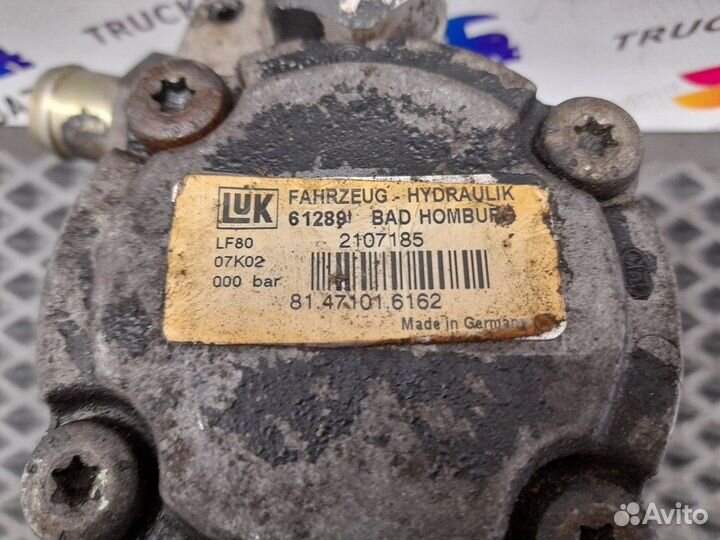 TRUCK
TRUCK
LUK
FAHRZEUG - HYDRAULIK
61289 BAD HOMBURG
LF80
2107185
07K02
000 bar
81.47101.6162
Made in Germany
Avito